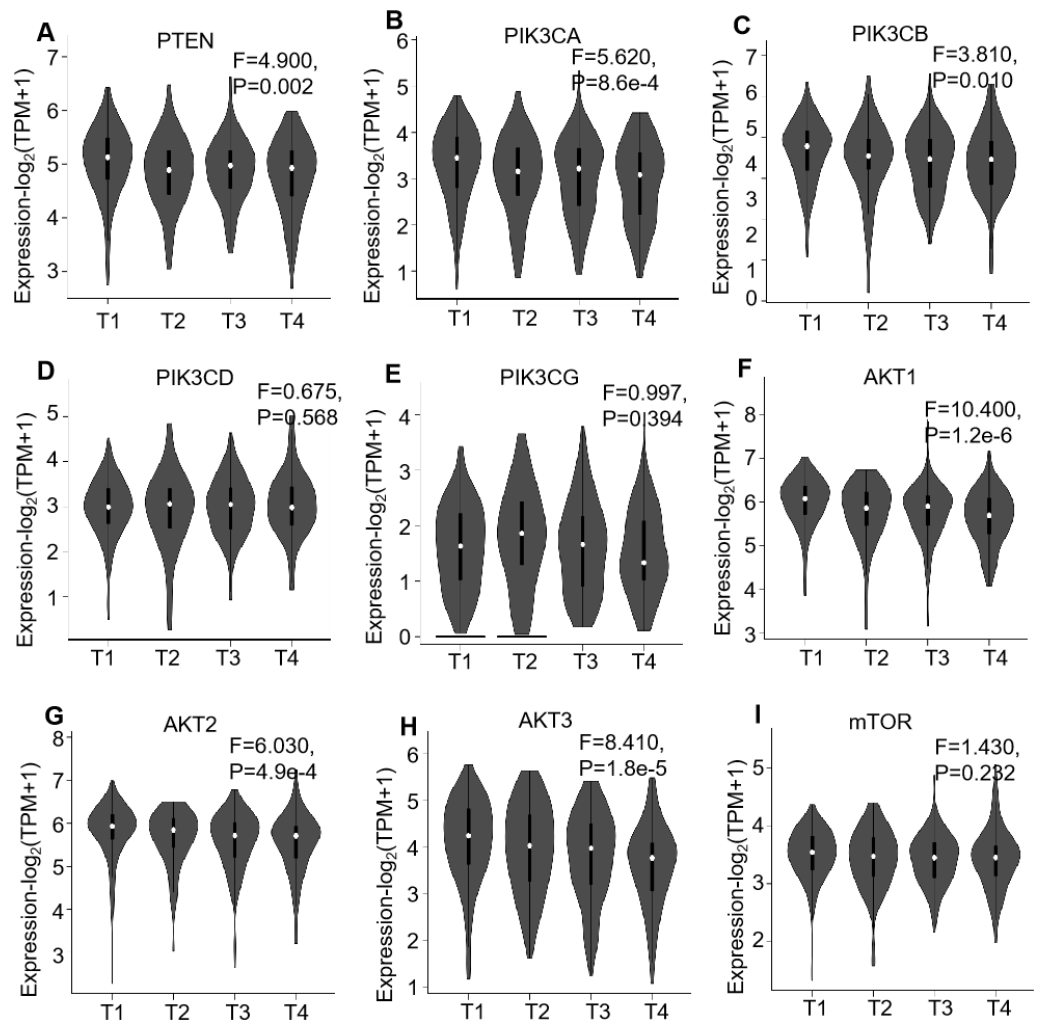 A
PTEN
F=4.900,
P=0.002
Expression-log₂(TPM+1)
7
6
5
4
3
T1 T2 T3 T4
B
PIK3CA
F=5.620,
P=8.6e-4
Expression-log₂(TPM+1)
6
5
4
3
2
1
T1 T2 T3 T4
C
PIK3CB
F=3.810,
P=0.010
Expression-log₂(TPM+1)
7
6
5
4
3
2
1
0
T1 T2 T3 T4
D
PIK3CD
F=0.675,
P=0.568
Expression-log₂(TPM+1)
5
4
3
2
1
T1 T2 T3 T4
E
PIK3CG
F=0.997,
P=0.394
Expression-log₂(TPM+1)
4
3
2
1
0
T1 T2 T3 T4
F
AKT1
F=10.400,
P=1.2e-6
Expression-log₂(TPM+1)
8
7
6
5
4
3
T1 T2 T3 T4
G
AKT2
F=6.030,
P=4.9e-4
Expression-log₂(TPM+1)
8
7
6
5
4
3
T1 T2 T3 T4
H
AKT3
F=8.410,
P=1.8e-5
Expression-log₂(TPM+1)
6
5
4
3
2
1
T1 T2 T3 T4
I
mTOR
F=1.430,
P=0.232
Expression-log₂(TPM+1)
5
4
3
2
T1 T2 T3 T4